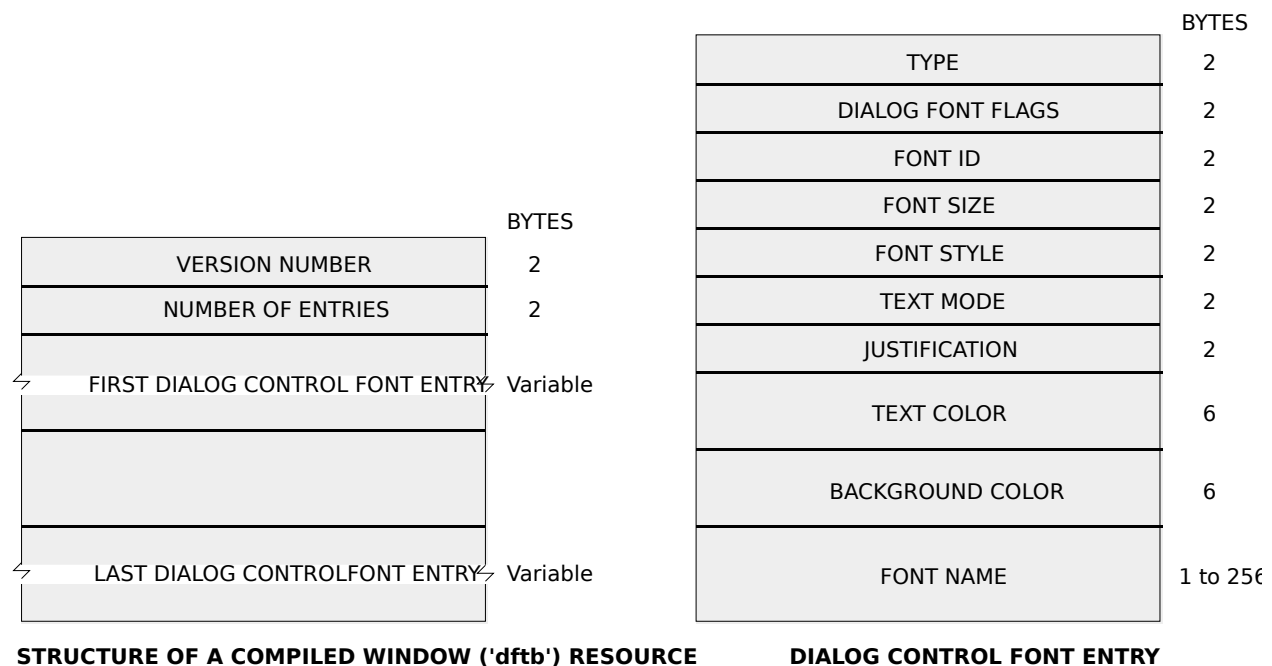 BYTES
VERSION NUMBER 2
NUMBER OF ENTRIES 2
FIRST DIALOG CONTROL FONT ENTRY Variable
LAST DIALOG CONTROLFONT ENTRY Variable
STRUCTURE OF A COMPILED WINDOW ('dftb') RESOURCE
BYTES
TYPE 2
DIALOG FONT FLAGS 2
FONT ID 2
FONT SIZE 2
FONT STYLE 2
TEXT MODE 2
JUSTIFICATION 2
TEXT COLOR 6
BACKGROUND COLOR 6
FONT NAME 1 to 256
DIALOG CONTROL FONT ENTRY